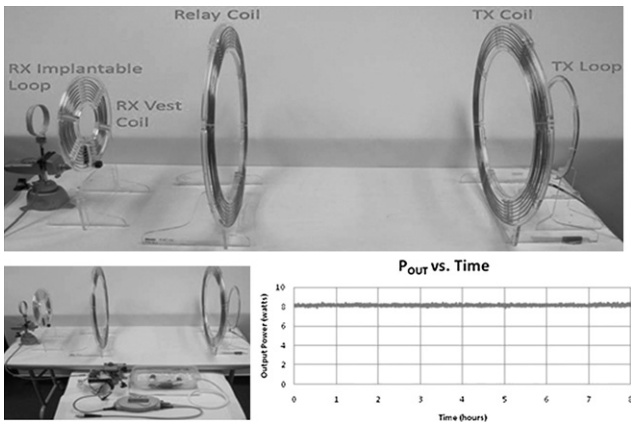 Relay Coil
TX Coil
RX Implantable
Loop
RX Vest
Coil
TX Loop
P_OUT vs. Time
Output Power (watts)
10
8
6
4
2
0
0 1 2 3 4 5 6 7 8
Time (hours)